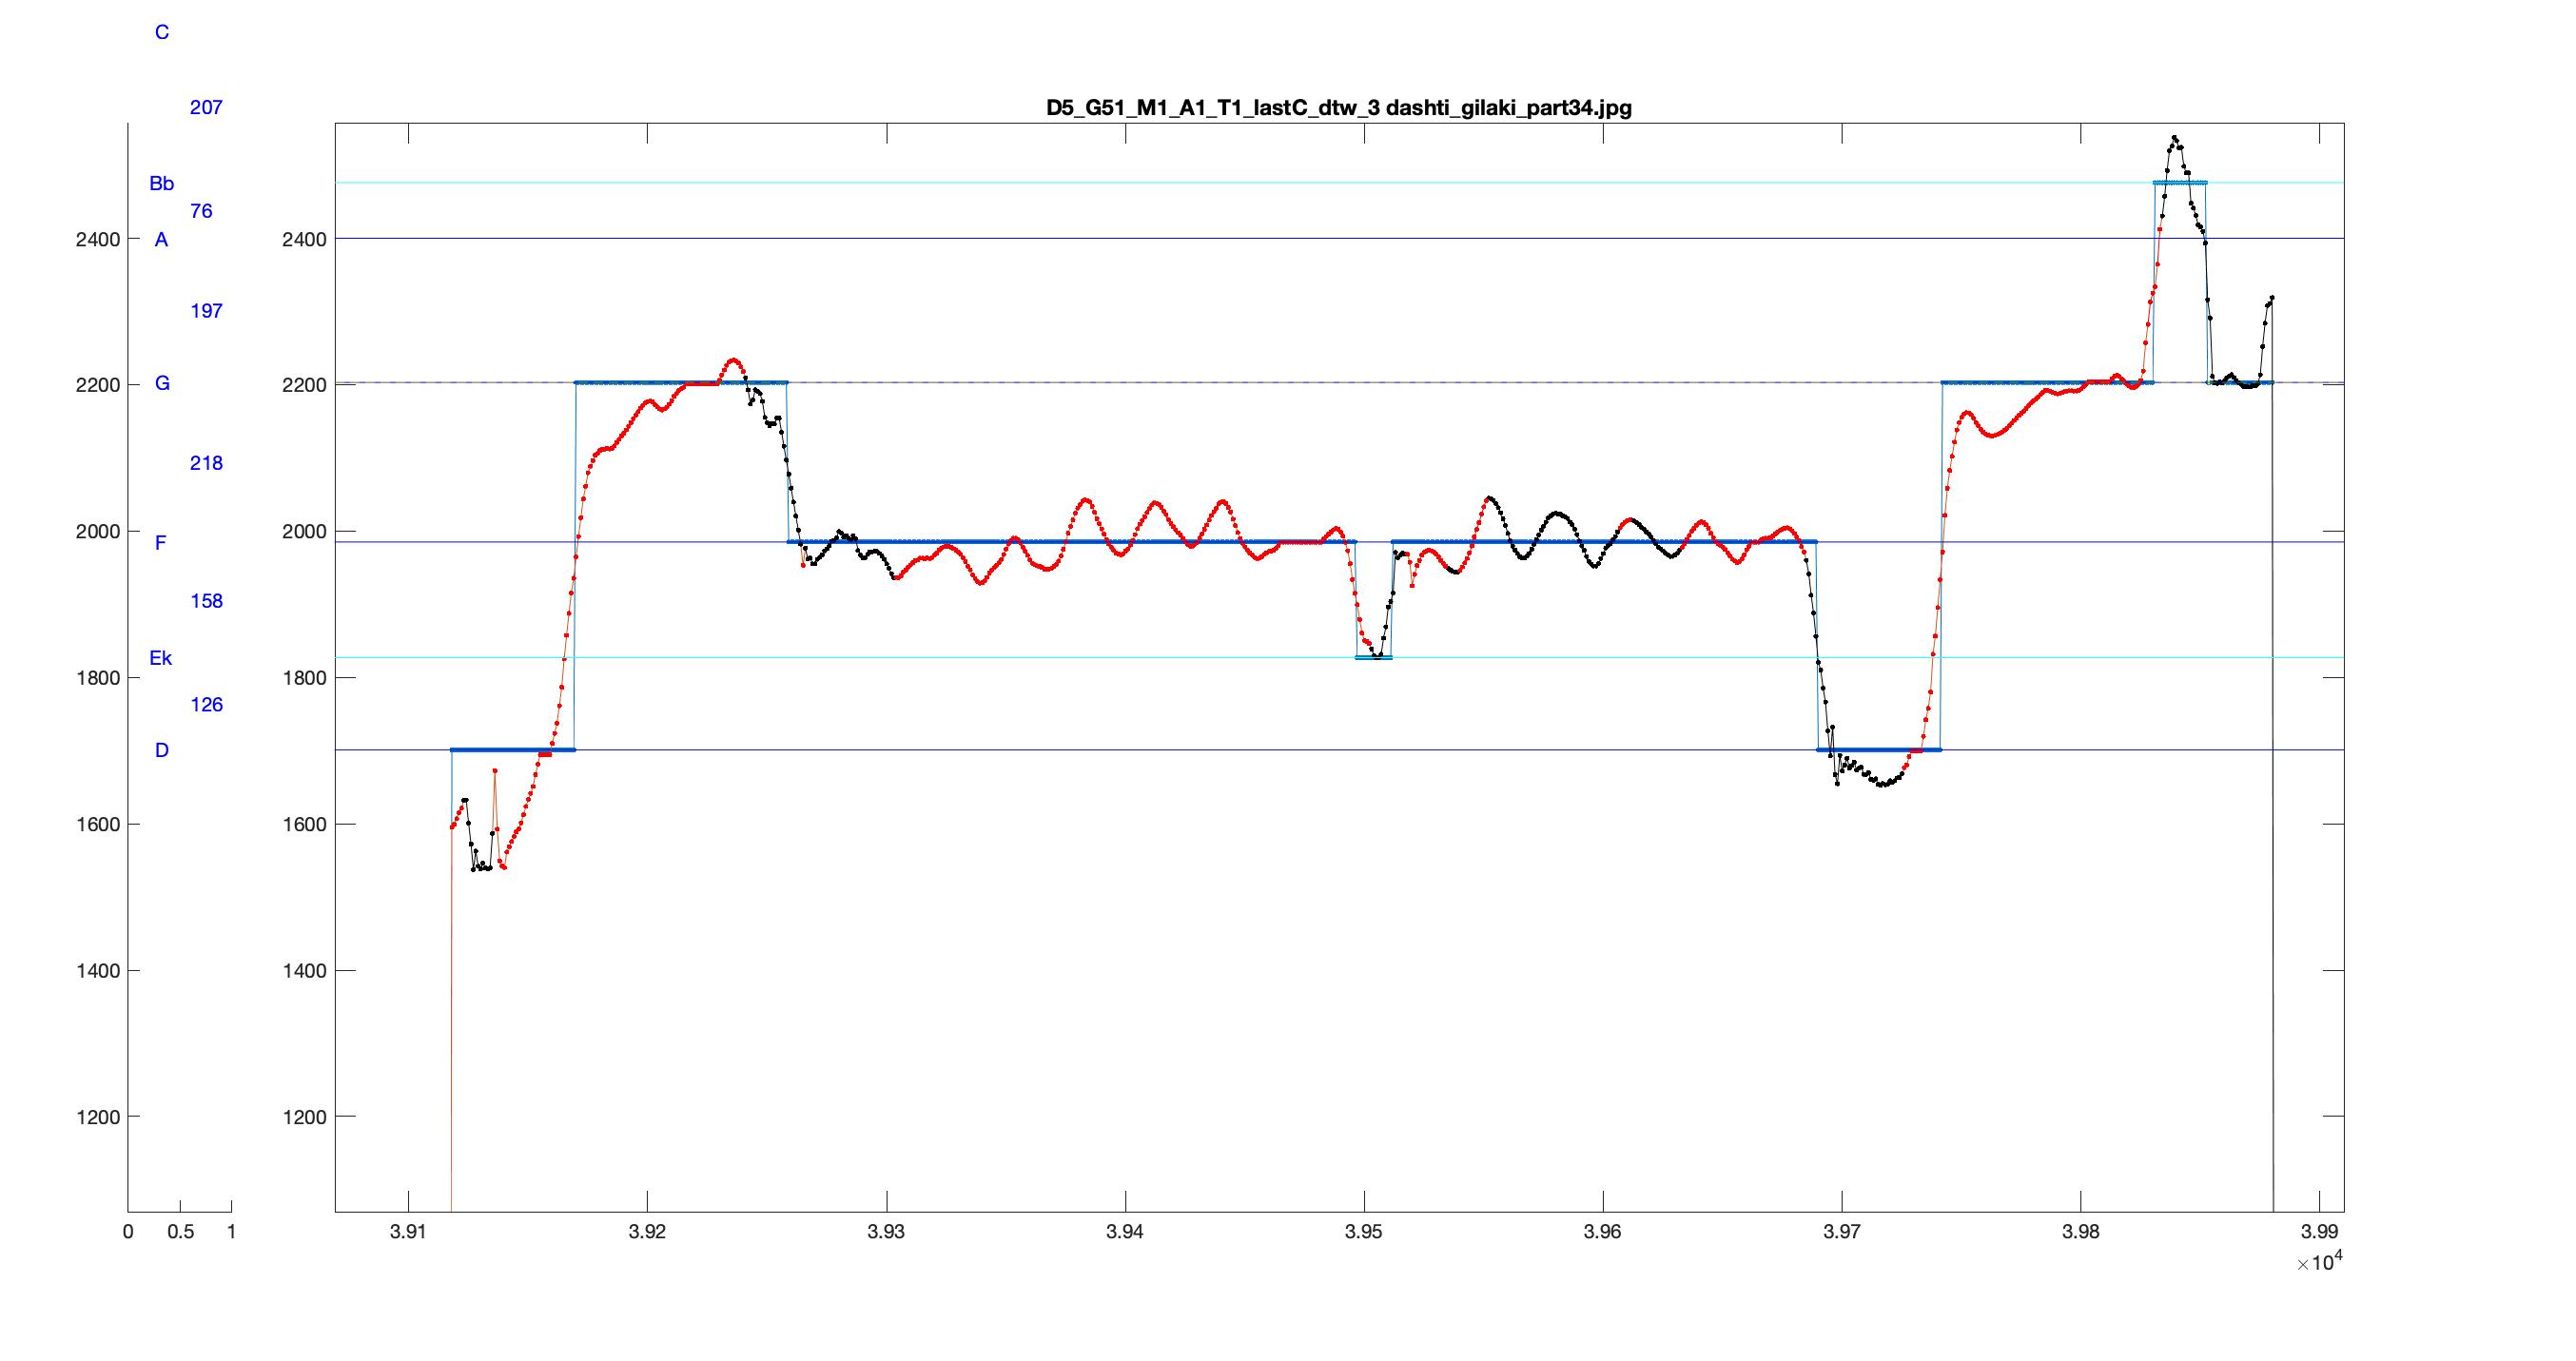 C
207
D5_G51_M1_A1_T1_lastC_dtw_3 dashti_gilaki_part34.jpg
Bb
76
2400 A 2400
197
2200 G 2200
218
2000 F 2000
158
Ek
1800 1800
126
D
1600 1600
1400 1400
1200 1200
0 0.5 1 3.91 3.92 3.93 3.94 3.95 3.96 3.97 3.98 3.99
×10^4